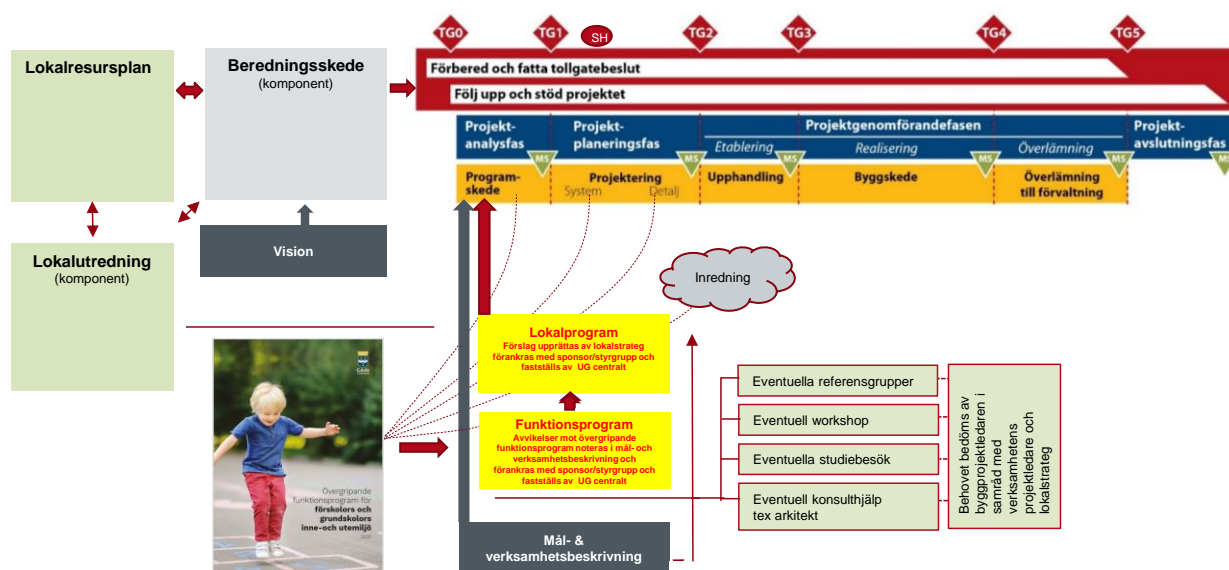 TG0
TG1
SH
TG2
TG3
TG4
TG5
Lokalresursplan
Beredningsskede
(komponent)
Förbered och fatta tollgatebeslut
Följ upp och stöd projektet
Projekt-
analysfas
Projekt-
planeringsfas
Projektgenomförandefasen
Etablering
Realisering
Överlämning
Projekt-
avslutningsfas
MS
MS
MS
MS
MS
MS
Program-
skede
Projektering
System
Detalj
Upphandling
Byggskede
Överlämning
till förvaltning
Lokalutredning
(komponent)
Vision
Inredning
Lokalprogram
Förslag upprättas av lokalstrateg
förankras med sponsor/styrgrupp och
fastställs av UG centralt
Funktionsprogram
Avvikelser mot övergripande
funktionsprogram noteras i mål- och
verksamhetsbeskrivning och
förankras med sponsor/styrgrupp och
fastställs av UG centralt
Gävle
Övergripande
funktionsprogram för
förskolors och
grundskolors
inne-och utemiljö
Mål- &
verksamhetsbeskrivning
Eventuella referensgrupper
Eventuell workshop
Eventuella studiebesök
Eventuell konsulthjälp
tex arkitekt
Behovet bedöms av
byggprojektledaren i
samråd med
verksamhetens
projektledare och
lokalstrateg